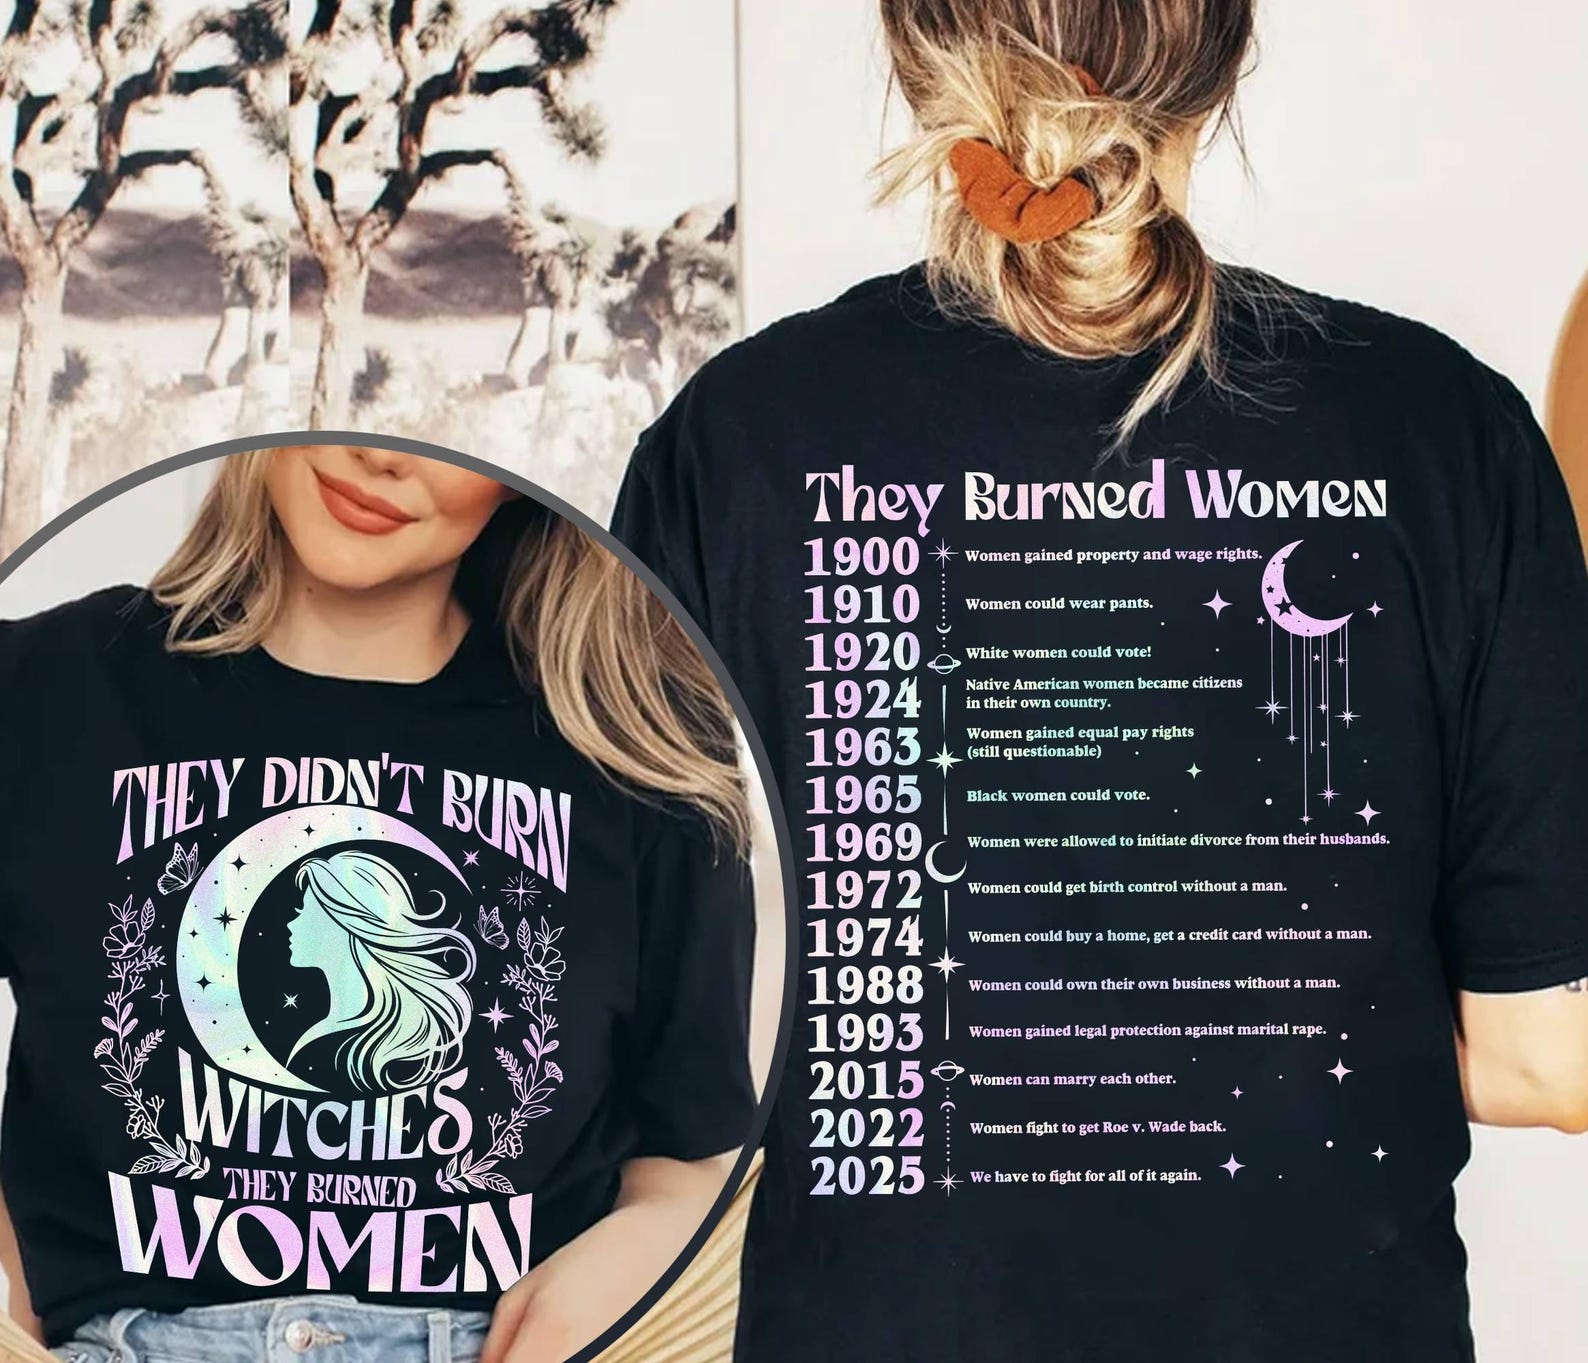 THEY DIDN'T BURN
WITCHES
THEY BURNED
WOMEN
They Burned Women
1900 Women gained property and wage rights.
1910 Women could wear pants.
1920 White women could vote!
1924 Native American women became citizens
in their own country.
1963 Women gained equal pay rights
(still questionable)
1965 Black women could vote.
1969 Women were allowed to initiate divorce from their husbands.
1972 Women could get birth control without a man.
1974 Women could buy a home, get a credit card without a man.
1988 Women could own their own business without a man.
1993 Women gained legal protection against marital rape.
2015 Women can marry each other.
2022 Women fight to get Roe v. Wade back.
2025 We have to fight for all of it again.